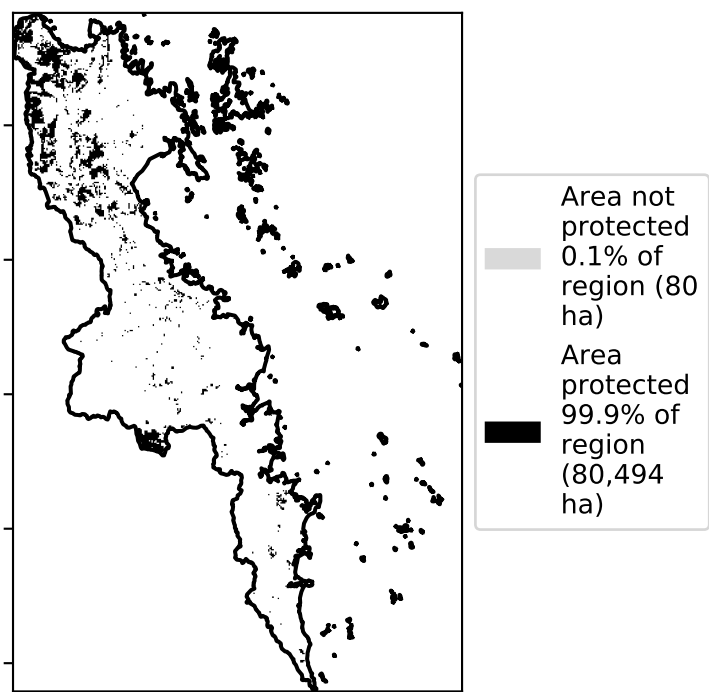 Area not
protected
0.1% of
region (80
ha)
Area
protected
99.9% of
region
(80,494
ha)